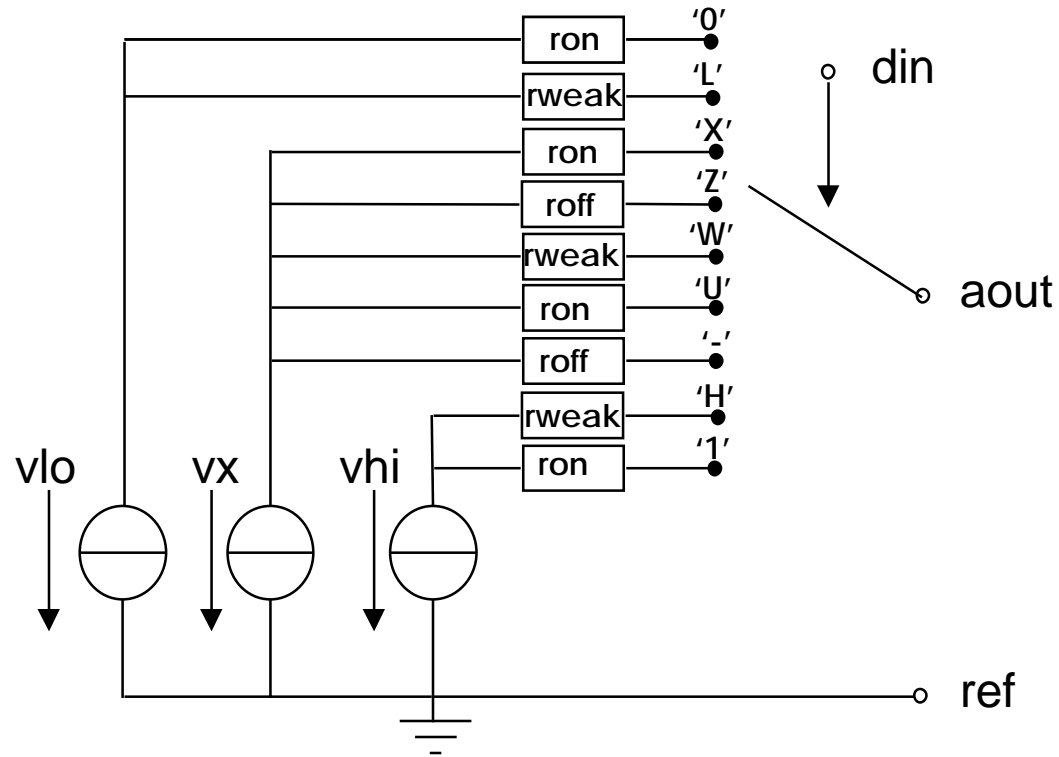 ron '0'
din
rweak 'L'
ron 'X'
roff 'Z'
rweak 'W'
ron 'U'
aout
roff '-'
rweak 'H'
ron '1'
vlo vx vhi
ref